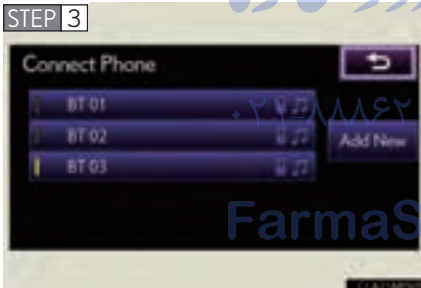 STEP 3
Connect Phone
BT 01
BT 02
Add New
BT 03
FarmaS